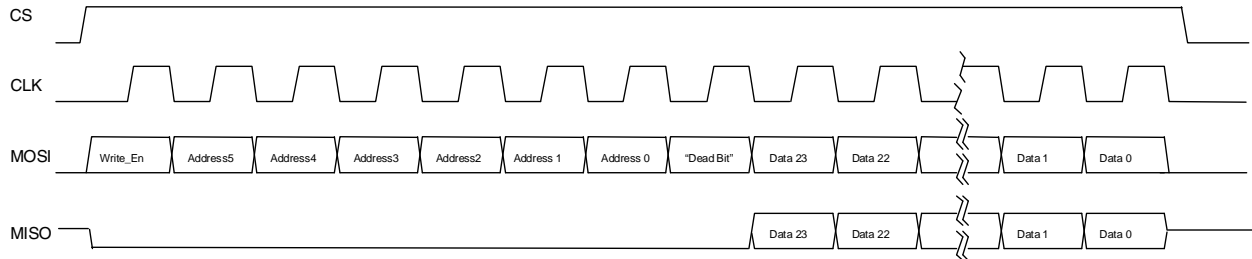 CS
CLK
MOSI Write_En Address5 Address4 Address3 Address2 Address 1 Address 0 “Dead Bit” Data 23 Data 22 Data 1 Data 0
MISO Data 23 Data 22 Data 1 Data 0